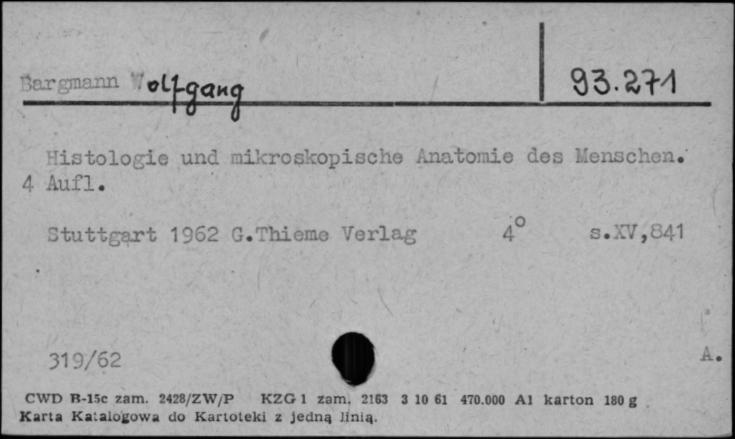 Bargmann Wolfgang 93.271
Histologie und mikroskopische Anatomie des Menschen.
4 Aufl.
Stuttgart 1962 G.Thieme Verlag 4° s.XV,841
319/62 A.
CWD B-15c zam. 2428/ZW/P KZG 1 zam. 2163 3 10 61 470.000 A1 karton 180 g
Karta Katalogowa do Kartoteki z jedną linią.